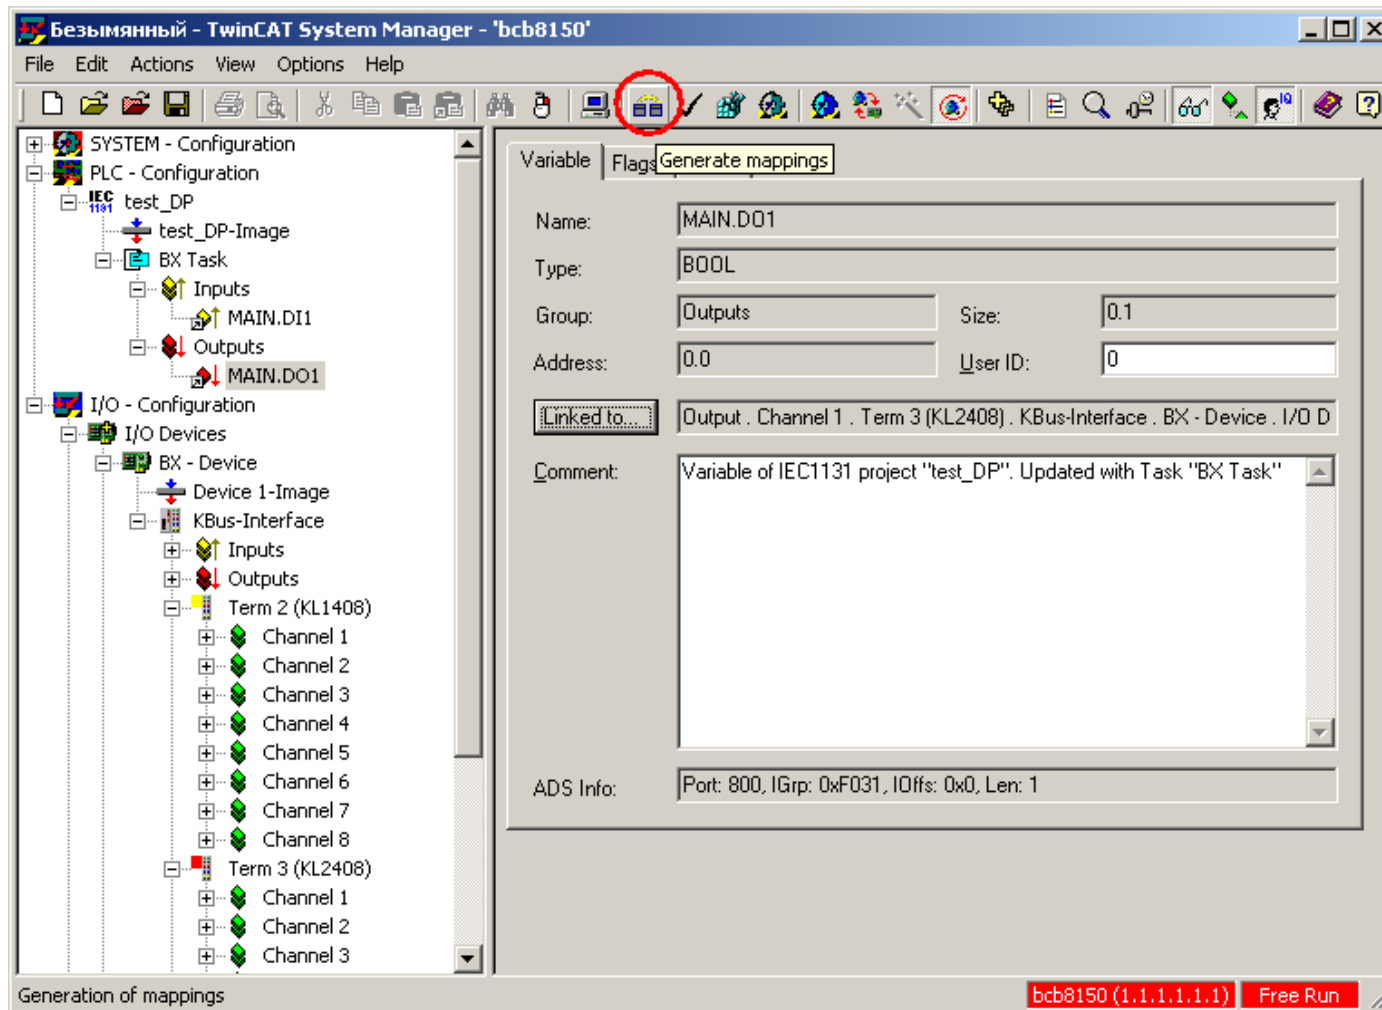 Безымянный - TwinCAT System Manager - 'bcb8150'
File Edit Actions View Options Help
Generate mappings
SYSTEM - Configuration
PLC - Configuration
IEC 1131 test_DP
test_DP-Image
BX Task
Inputs
MAIN.DI1
Outputs
MAIN.DO1
I/O - Configuration
I/O Devices
BX - Device
Device 1-Image
KBus-Interface
Inputs
Outputs
Term 2 (KL1408)
Channel 1
Channel 2
Channel 3
Channel 4
Channel 5
Channel 6
Channel 7
Channel 8
Term 3 (KL2408)
Channel 1
Channel 2
Channel 3
Variable Flags
Name: MAIN.DO1
Type: BOOL
Group: Outputs Size: 0.1
Address: 0.0 User ID: 0
Linked to... Output . Channel 1 . Term 3 (KL2408) . KBus-Interface . BX - Device . I/O D
Comment: Variable of IEC1131 project "test_DP". Updated with Task "BX Task"
ADS Info: Port: 800, IGrp: 0xF031, IOffs: 0x0, Len: 1
Generation of mappings bcb8150 (1.1.1.1.1.1) Free Run